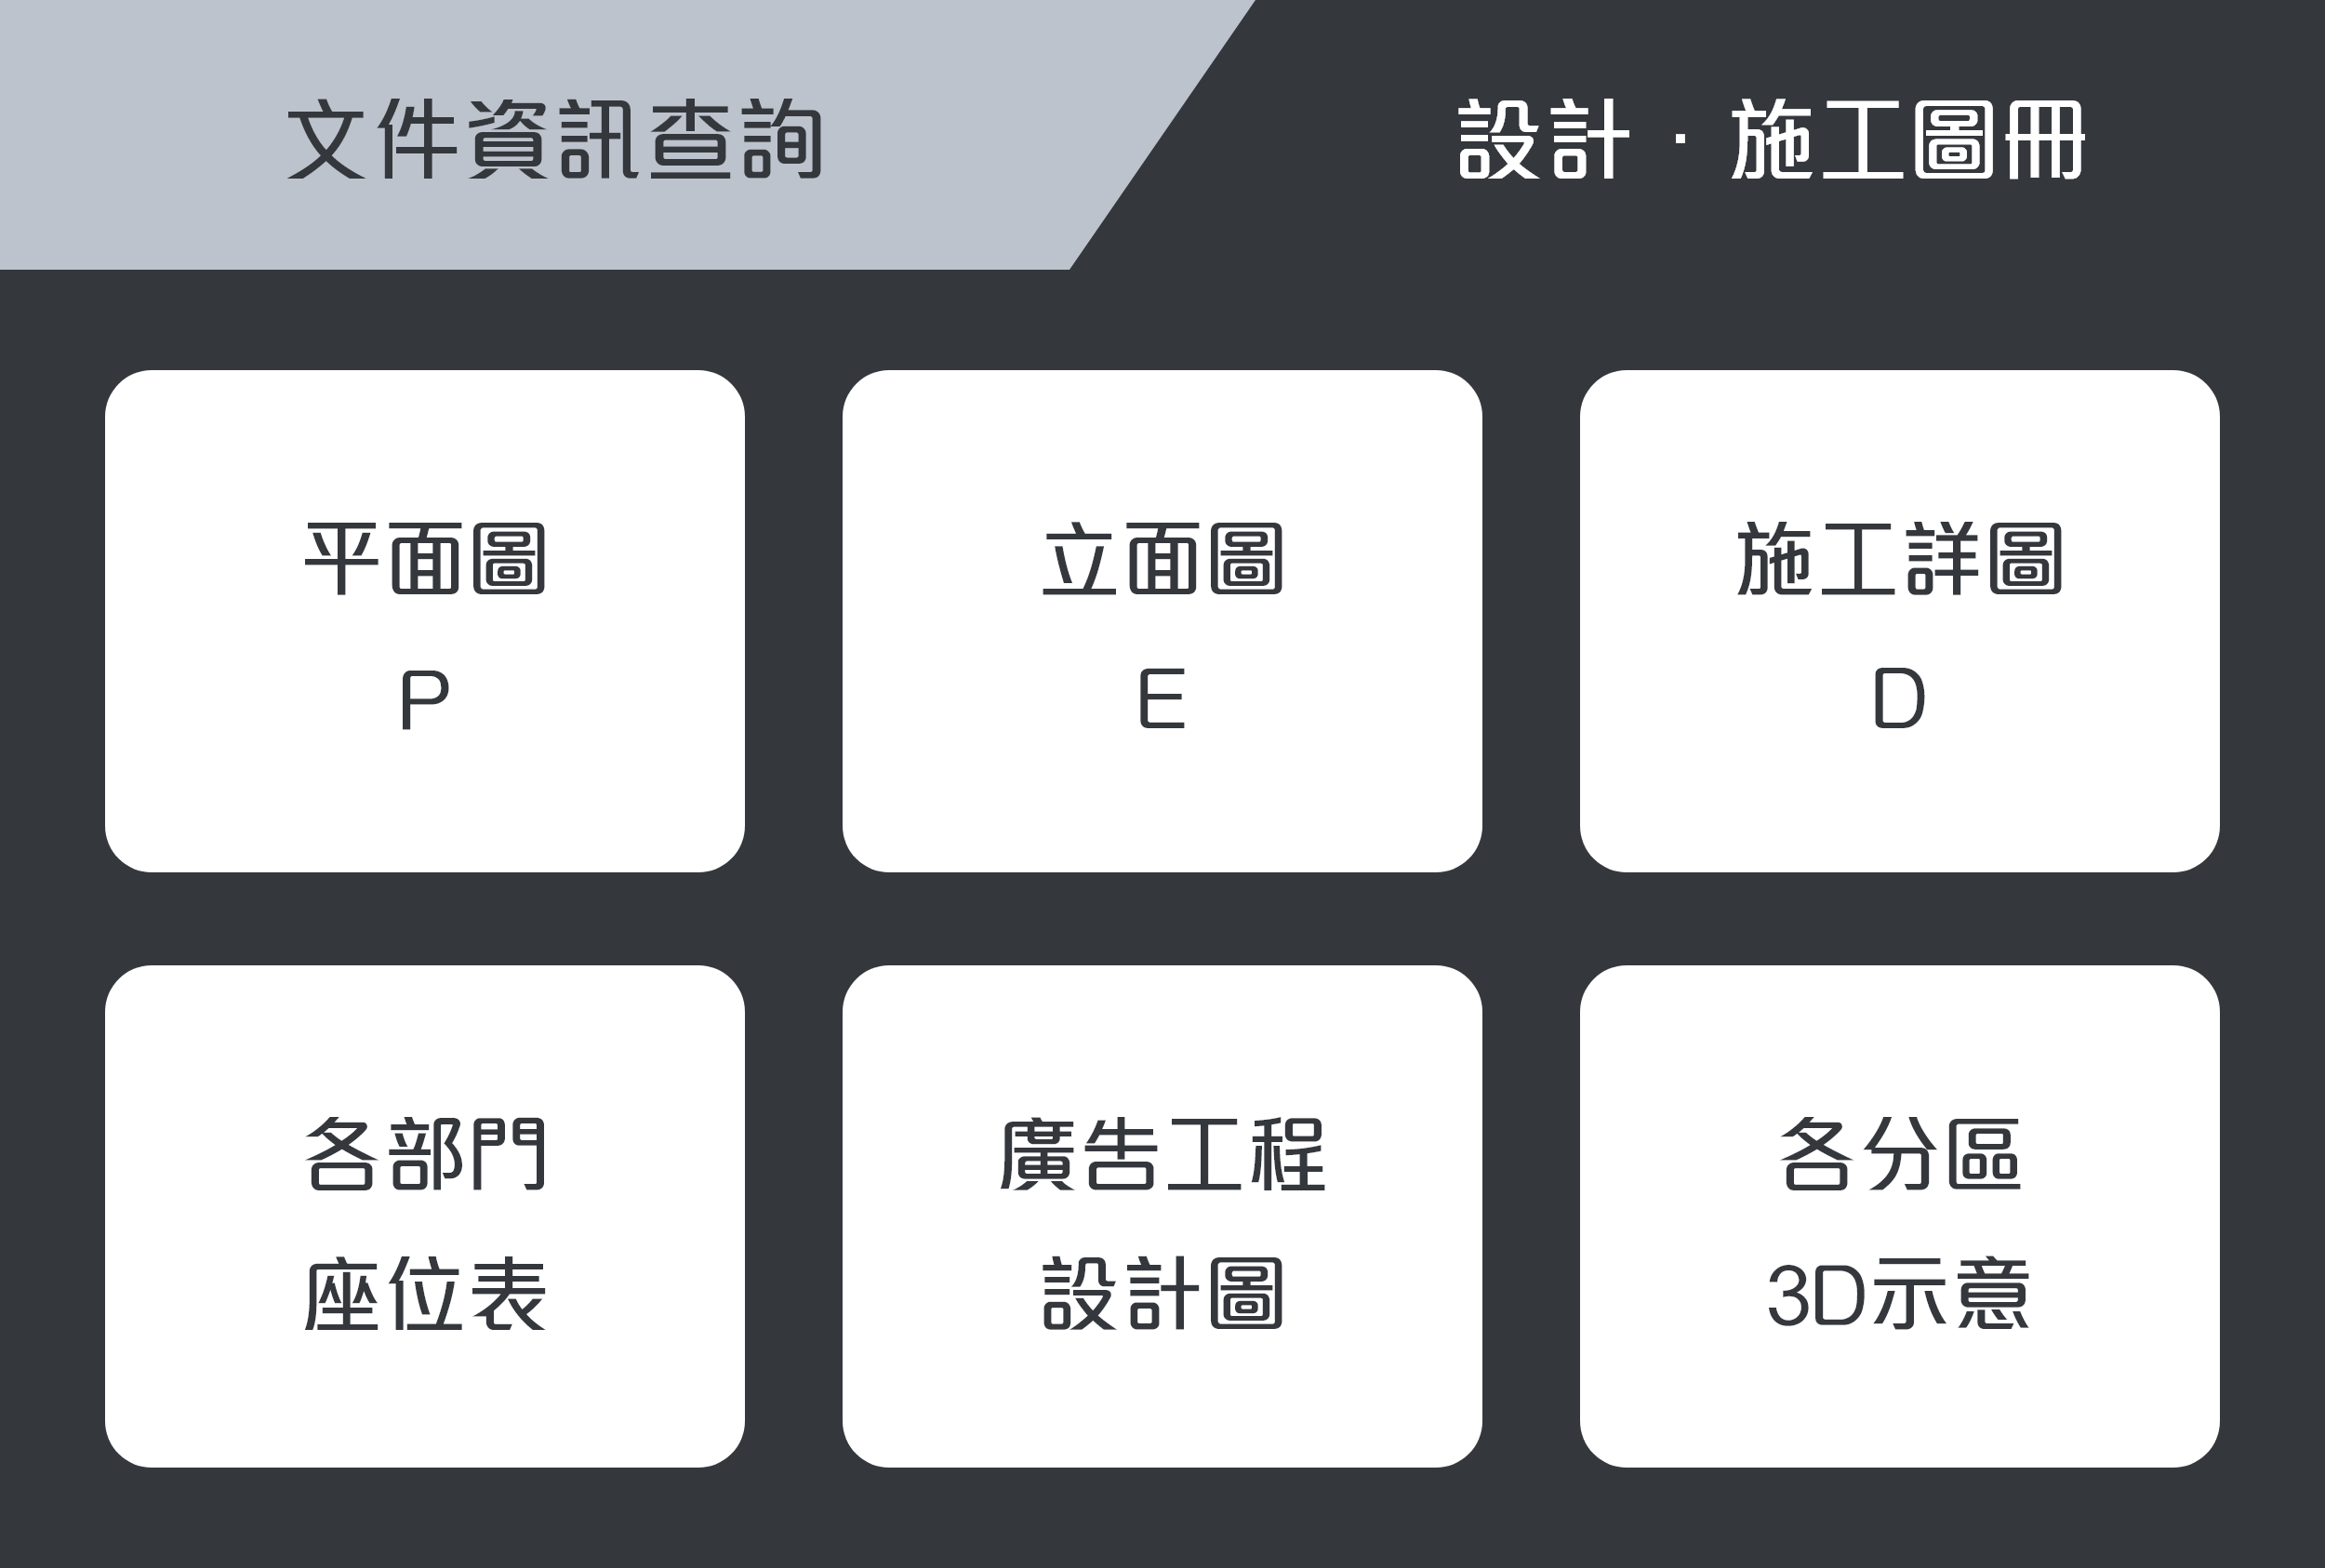 文件資訊查詢
設計·施工圖冊
平面圖
P
立面圖
E
施工詳圖
D
各部門
座位表
廣告工程
設計圖
各分區
3D示意